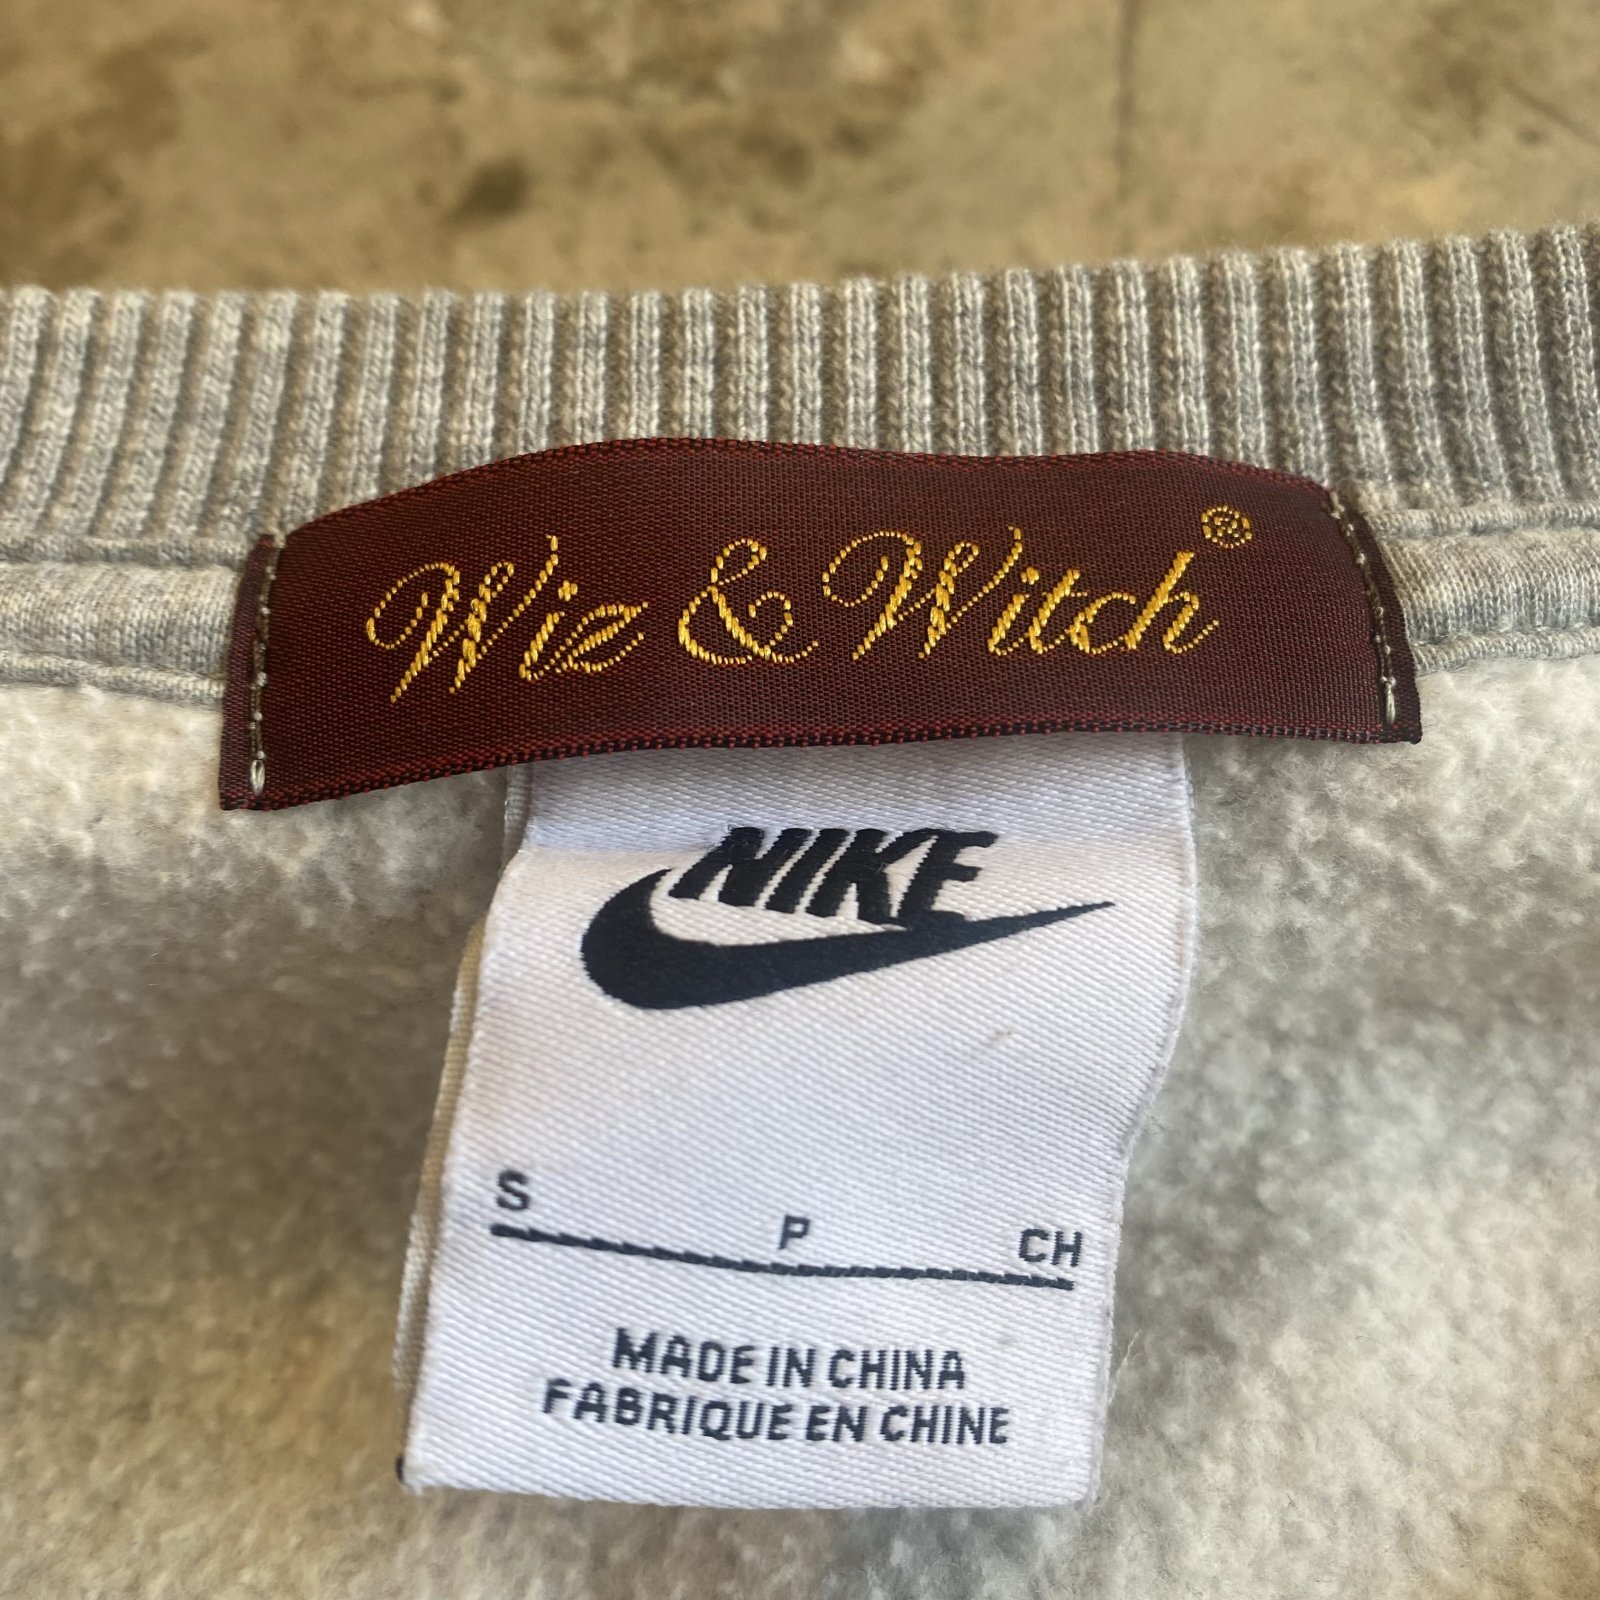 Wiz & Witch®
NIKE
S P CH
MADE IN CHINA
FABRIQUE EN CHINE